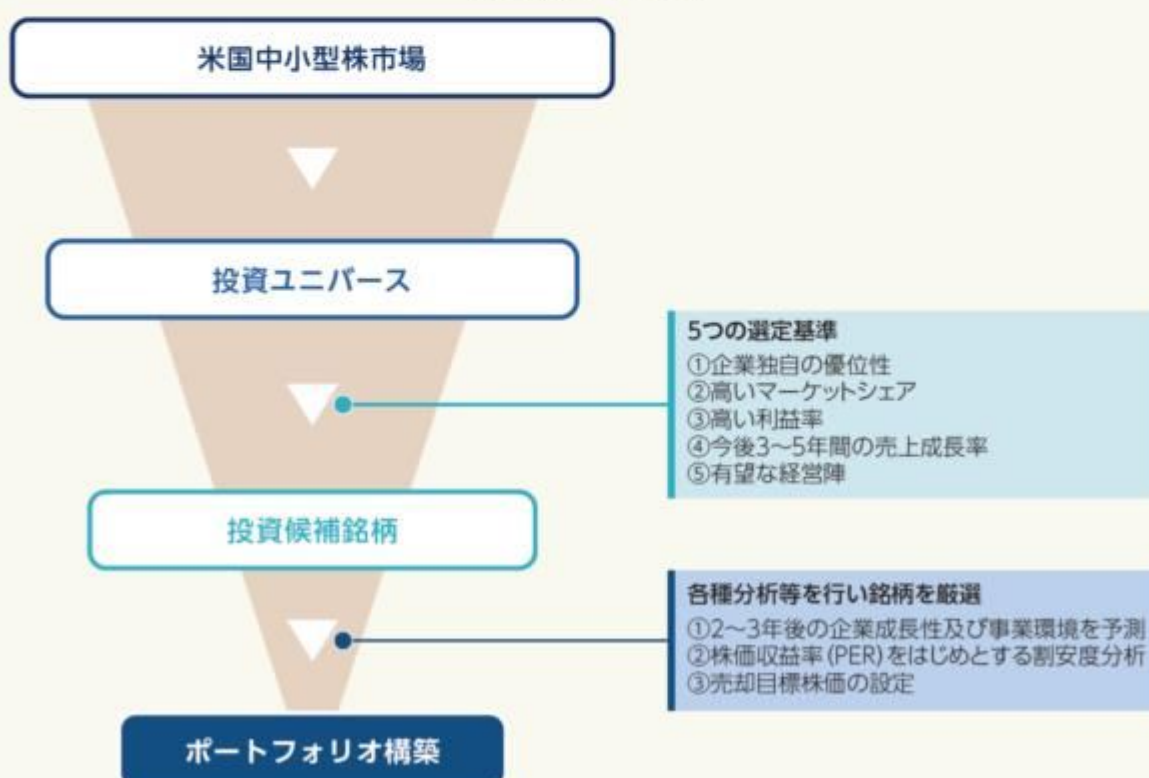 米国中小型株市場
投資ユニバース
5つの選定基準
①企業独自の優位性
②高いマーケットシェア
③高い利益率
④今後3〜5年間の売上成長率
⑤有望な経営陣
投資候補銘柄
各種分析等を行い銘柄を厳選
①2〜3年後の企業成長性及び事業環境を予測
②株価収益率(PER)をはじめとする割安度分析
③売却目標株価の設定
ポートフォリオ構築